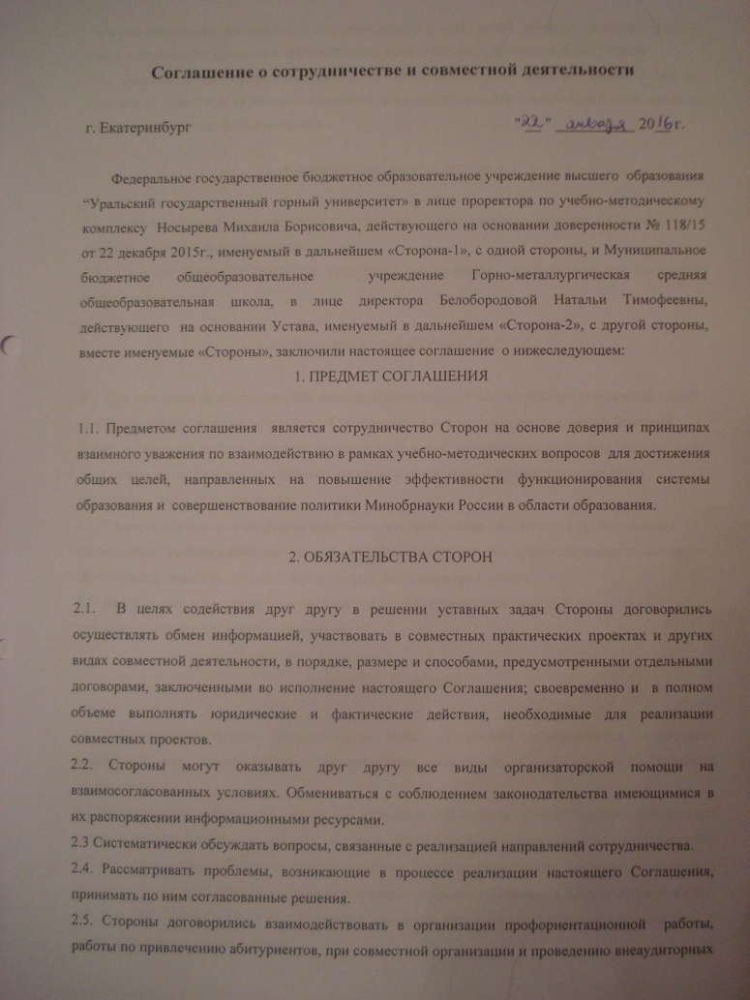 Соглашение о сотрудничестве и совместной деятельности
г. Екатеринбург "22" января 2016г.
Федеральное государственное бюджетное образовательное учреждение высшего образования
“Уральский государственный горный университет» в лице проректора по учебно-методическому
комплексу Носырева Михаила Борисовича, действующего на основании доверенности № 118/15
от 22 декабря 2015г., именуемый в дальнейшем «Сторона-1», с одной стороны, и Муниципальное
бюджетное общеобразовательное учреждение Горно-металлургическая средняя
общеобразовательная школа, в лице директора Белобородовой Натальи Тимофеевны,
действующего на основании Устава, именуемый в дальнейшем «Сторона-2», с другой стороны,
вместе именуемые «Стороны», заключили настоящее соглашение о нижеследующем:
1. ПРЕДМЕТ СОГЛАШЕНИЯ
1.1. Предметом соглашения является сотрудничество Сторон на основе доверия и принципах
взаимного уважения по взаимодействию в рамках учебно-методических вопросов для достижения
общих целей, направленных на повышение эффективности функционирования системы
образования и совершенствование политики Минобрнауки России в области образования.
2. ОБЯЗАТЕЛЬСТВА СТОРОН
2.1. В целях содействия друг другу в решении уставных задач Стороны договорились
осуществлять обмен информацией, участвовать в совместных практических проектах и других
видах совместной деятельности, в порядке, размере и способами, предусмотренными отдельными
договорами, заключенными во исполнение настоящего Соглашения; своевременно и в полном
объеме выполнять юридические и фактические действия, необходимые для реализации
совместных проектов.
2.2. Стороны могут оказывать друг другу все виды организаторской помощи на
взаимосогласованных условиях. Обмениваться с соблюдением законодательства имеющимися в
их распоряжении информационными ресурсами.
2.3 Систематически обсуждать вопросы, связанные с реализацией направлений сотрудничества.
2.4. Рассматривать проблемы, возникающие в процессе реализации настоящего Соглашения,
принимать по ним согласованные решения.
2.5. Стороны договорились взаимодействовать в организации профориентационной работы,
работы по привлечению абитуриентов, при совместной организации и проведению внеаудиторных